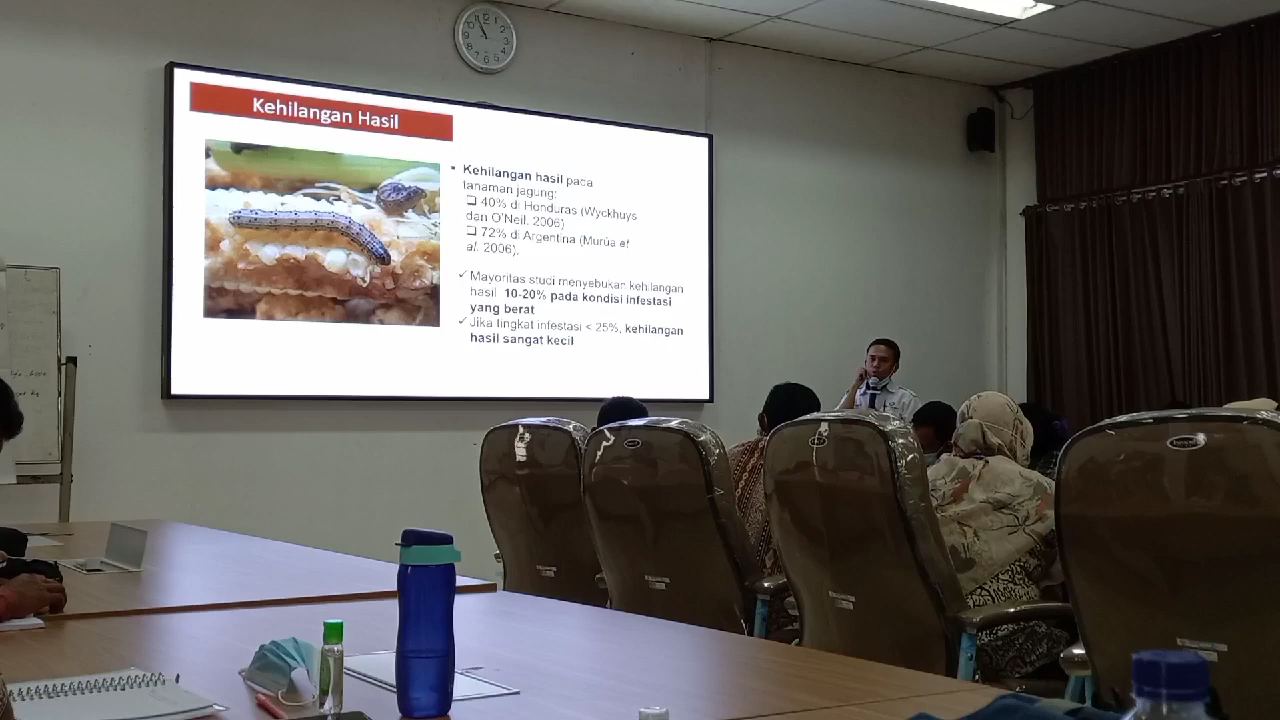 Kehilangan Hasil
• Kehilangan hasil pada
tanaman jagung:
❑ 40% di Honduras (Wyckhuys
dan O'Neil, 2006)
❑ 72% di Argentina (Murúa et
al. 2006).
✓ Mayoritas studi menyebukan kehilangan
hasil 10-20% pada kondisi infestasi
yang berat
✓ Jika tingkat infestasi < 25%, kehilangan
hasil sangat kecil